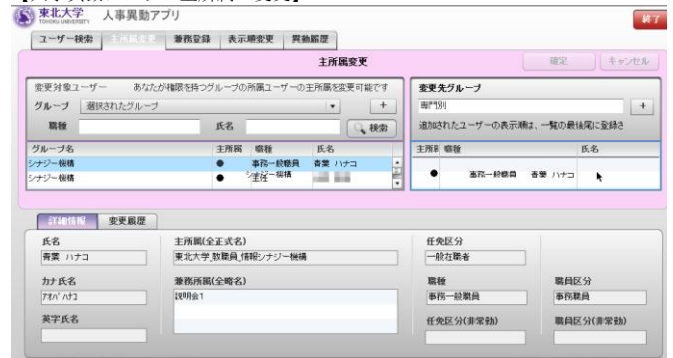 東北大学 人事異動アプリ
TOHOKU UNIVERSITY
終了
ユーザー検索 主所属変更 兼務登録 表示順変更 異動履歴
主所属変更 確定 キャンセル
変更対象ユーザー あなたが権限を持つグループの所属ユーザーの主所属を変更可能です
グループ 選択されたグループ +
職種 氏名 検索
グループ名 主所属 職種 氏名
シナジー機構 ● 事務一般職員 青葉 ハナコ
シナジー機構 ● 主任
変更先グループ
専門別 +
追加されたユーザーの表示順は、一覧の最後尾に登録さ
主所属 職種 氏名
● 事務一般職員 青葉 ハナコ
詳細情報 変更履歴
氏名 主所属(全正式名) 任免区分
青葉 ハナコ 東北大学_教職員_情報シナジー機構 一般在職者
カナ氏名 兼務所属(全略名) 職種 職員区分
ｱｵﾊﾞ ﾊﾅｺ 説明会1 事務一般職員 事務職員
英字氏名 任免区分(非常勤) 職員区分(非常勤)